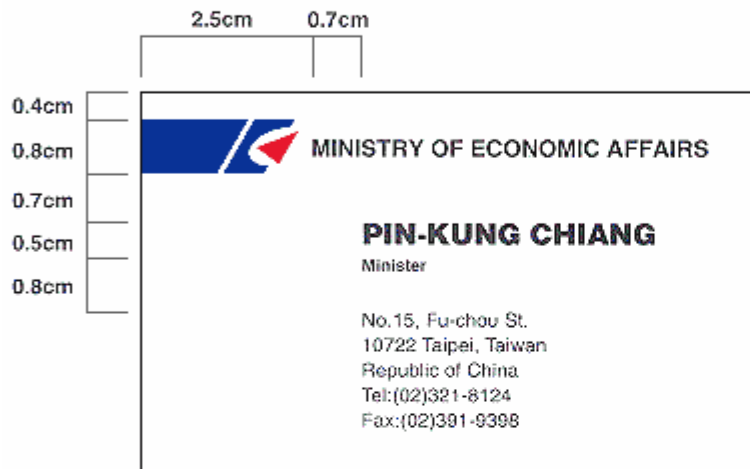 2.5cm 0.7cm
0.4cm
0.8cm
MINISTRY OF ECONOMIC AFFAIRS
0.7cm
0.5cm
PIN-KUNG CHIANG
Minister
0.8cm
No.15, Fu-chou St.
10722 Taipei, Taiwan
Republic of China
Tel:(02)321-8124
Fax:(02)391-9398